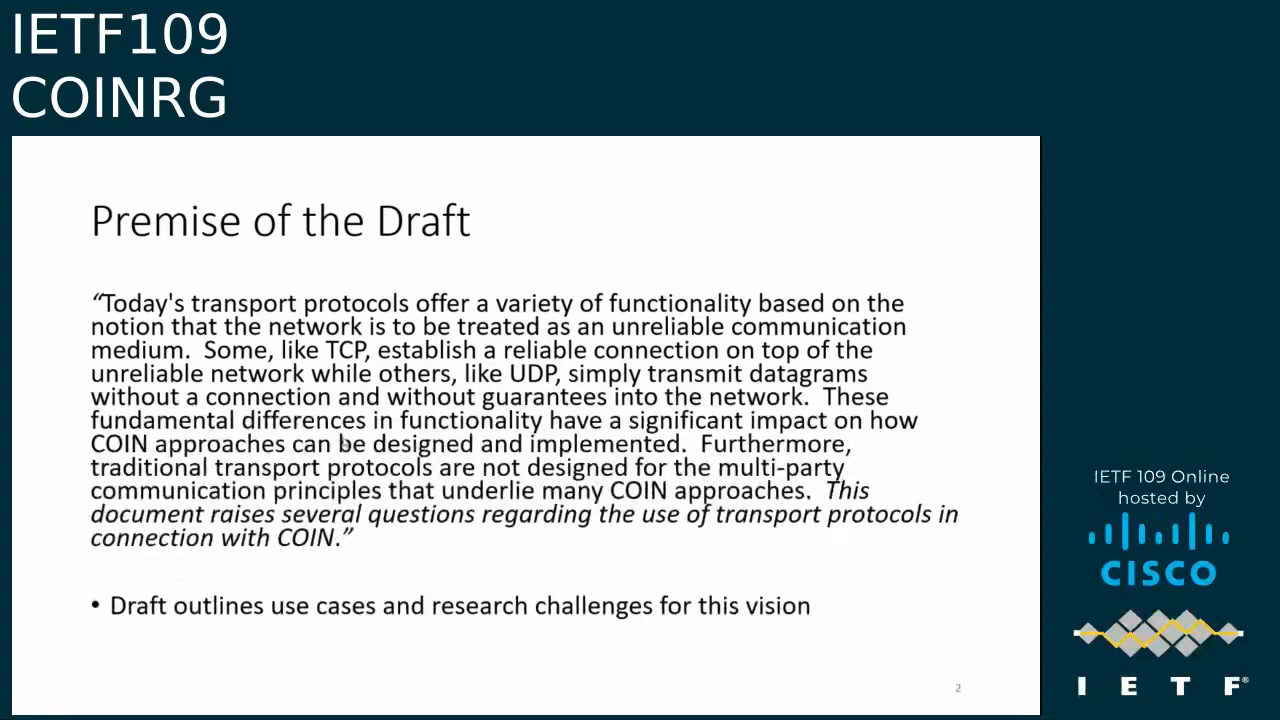 IETF109
COINRG
Premise of the Draft
“Today's transport protocols offer a variety of functionality based on the
notion that the network is to be treated as an unreliable communication
medium.  Some, like TCP, establish a reliable connection on top of the
unreliable network while others, like UDP, simply transmit datagrams
without a connection and without guarantees into the network.  These
fundamental differences in functionality have a significant impact on how
COIN approaches can be designed and implemented.  Furthermore,
traditional transport protocols are not designed for the multi-party
communication principles that underlie many COIN approaches.  This
document raises several questions regarding the use of transport protocols in
connection with COIN.”
• Draft outlines use cases and research challenges for this vision
2
IETF 109 Online
hosted by
CISCO
I E T F®